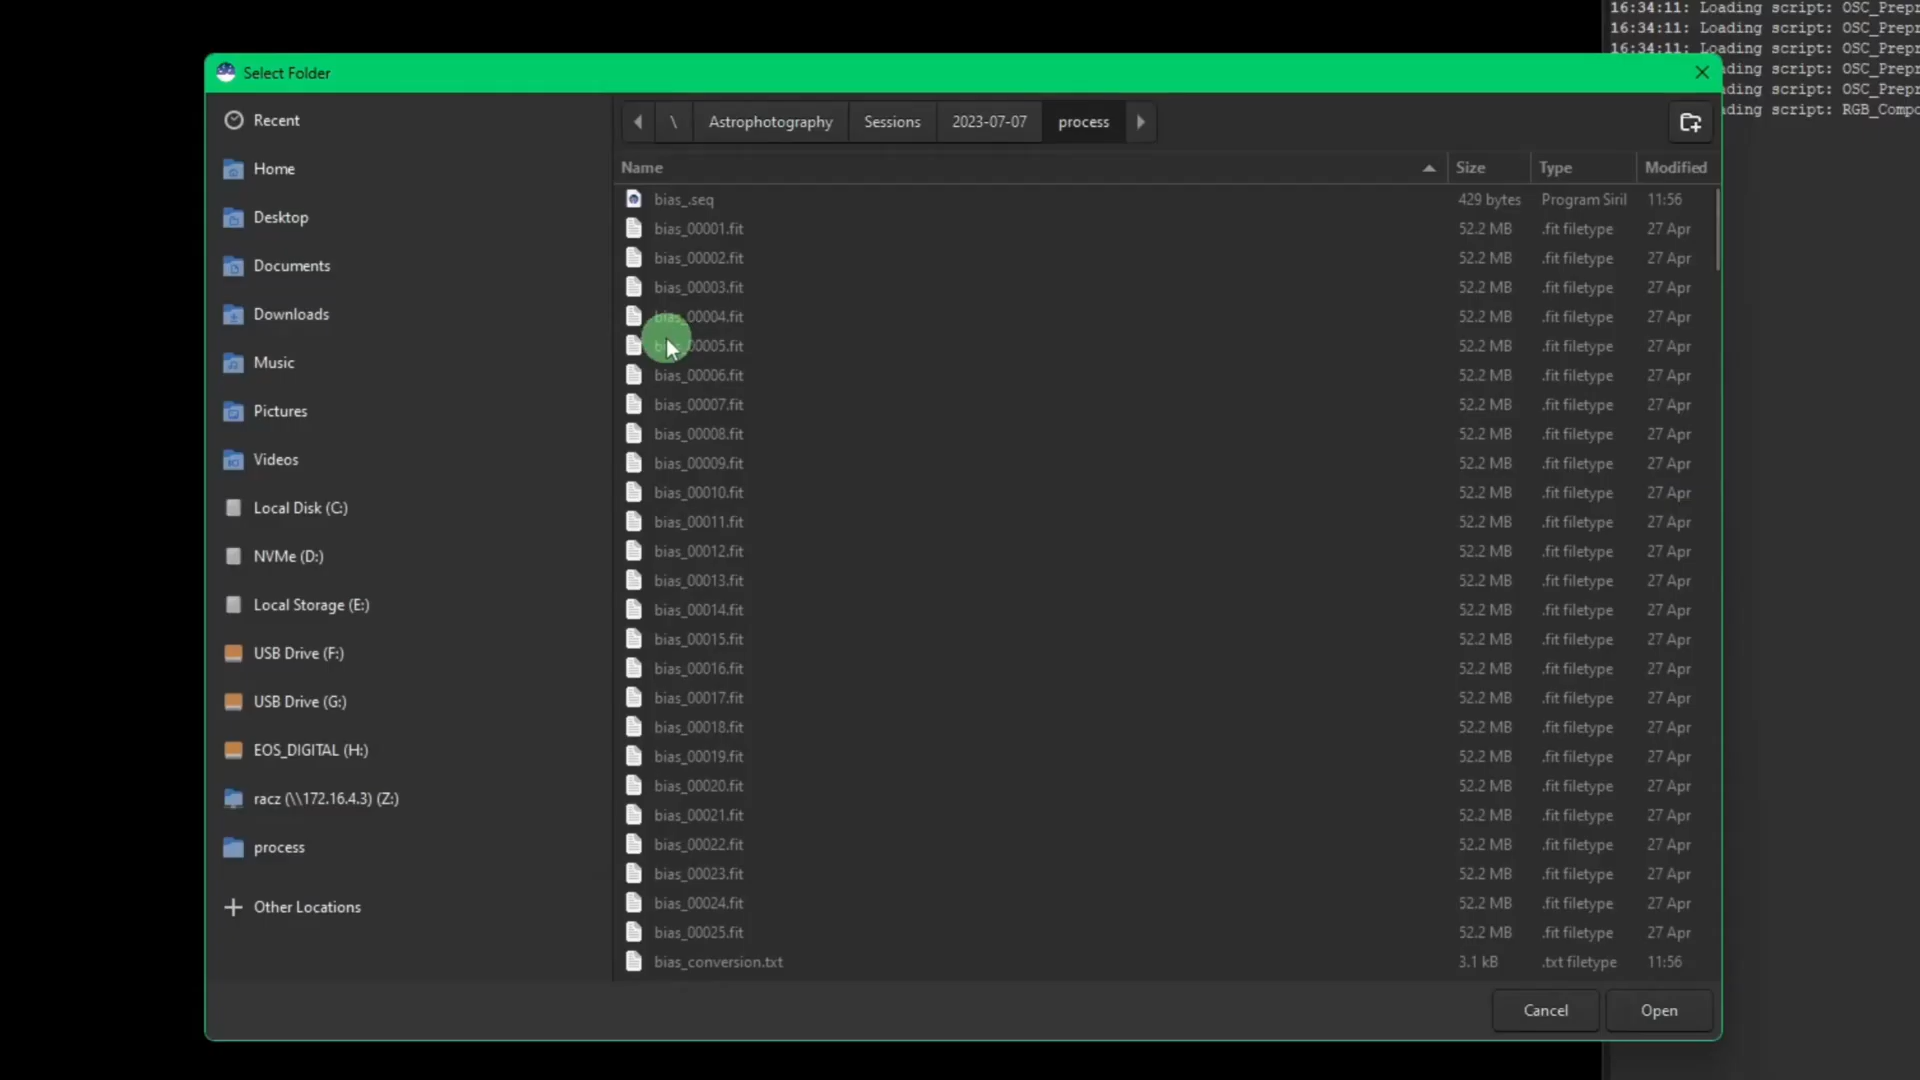 16:34:11: Loading script: OSC_Prepr
16:34:11: Loading script: OSC_Prepr
16:34:11: Loading script: OSC_Prepr
ading script: OSC_Prepr
ading script: OSC_Prepr
ading script: RGB_Compo
Select Folder
Recent
Home
Desktop
Documents
Downloads
Music
Pictures
Videos
Local Disk (C:)
NVMe (D:)
Local Storage (E:)
USB Drive (F:)
USB Drive (G:)
EOS_DIGITAL (H:)
racz (\\172.16.4.3) (Z:)
process
Other Locations
\ Astrophotography Sessions 2023-07-07 process
Name Size Type Modified
bias_.seq 429 bytes Program Siril 11:56
bias_00001.fit 52.2 MB .fit filetype 27 Apr
bias_00002.fit 52.2 MB .fit filetype 27 Apr
bias_00003.fit 52.2 MB .fit filetype 27 Apr
bias_00004.fit 52.2 MB .fit filetype 27 Apr
bias_00005.fit 52.2 MB .fit filetype 27 Apr
bias_00006.fit 52.2 MB .fit filetype 27 Apr
bias_00007.fit 52.2 MB .fit filetype 27 Apr
bias_00008.fit 52.2 MB .fit filetype 27 Apr
bias_00009.fit 52.2 MB .fit filetype 27 Apr
bias_00010.fit 52.2 MB .fit filetype 27 Apr
bias_00011.fit 52.2 MB .fit filetype 27 Apr
bias_00012.fit 52.2 MB .fit filetype 27 Apr
bias_00013.fit 52.2 MB .fit filetype 27 Apr
bias_00014.fit 52.2 MB .fit filetype 27 Apr
bias_00015.fit 52.2 MB .fit filetype 27 Apr
bias_00016.fit 52.2 MB .fit filetype 27 Apr
bias_00017.fit 52.2 MB .fit filetype 27 Apr
bias_00018.fit 52.2 MB .fit filetype 27 Apr
bias_00019.fit 52.2 MB .fit filetype 27 Apr
bias_00020.fit 52.2 MB .fit filetype 27 Apr
bias_00021.fit 52.2 MB .fit filetype 27 Apr
bias_00022.fit 52.2 MB .fit filetype 27 Apr
bias_00023.fit 52.2 MB .fit filetype 27 Apr
bias_00024.fit 52.2 MB .fit filetype 27 Apr
bias_00025.fit 52.2 MB .fit filetype 27 Apr
bias_conversion.txt 3.1 kB .txt filetype 11:56
Cancel Open